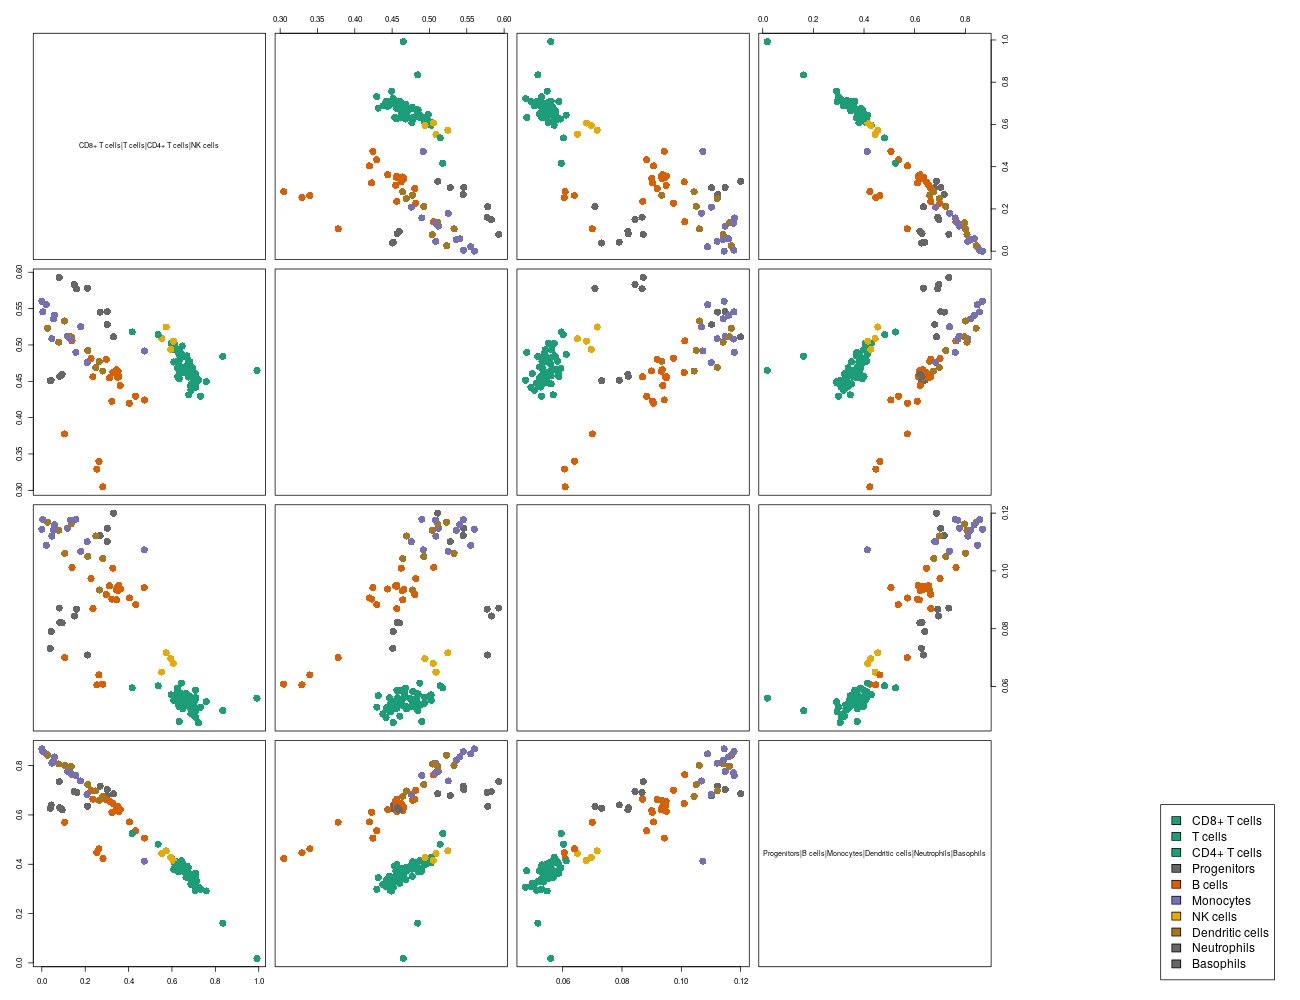 0.30 0.35 0.40 0.45 0.50 0.55 0.60
0.0 0.2 0.4 0.6 0.8
CD8+ T cells|T cells|CD4+ T cells|NK cells
0.0 0.2 0.4 0.6 0.8 1.0
0.30 0.35 0.40 0.45 0.50 0.55 0.60
0.06 0.08 0.10 0.12
0.0 0.2 0.4 0.6 0.8
Progenitors|B cells|Monocytes|Dendritic cells|Neutrophils|Basophils
0.0 0.2 0.4 0.6 0.8 1.0
0.06 0.08 0.10 0.12
CD8+ T cells
T cells
CD4+ T cells
Progenitors
B cells
Monocytes
NK cells
Dendritic cells
Neutrophils
Basophils